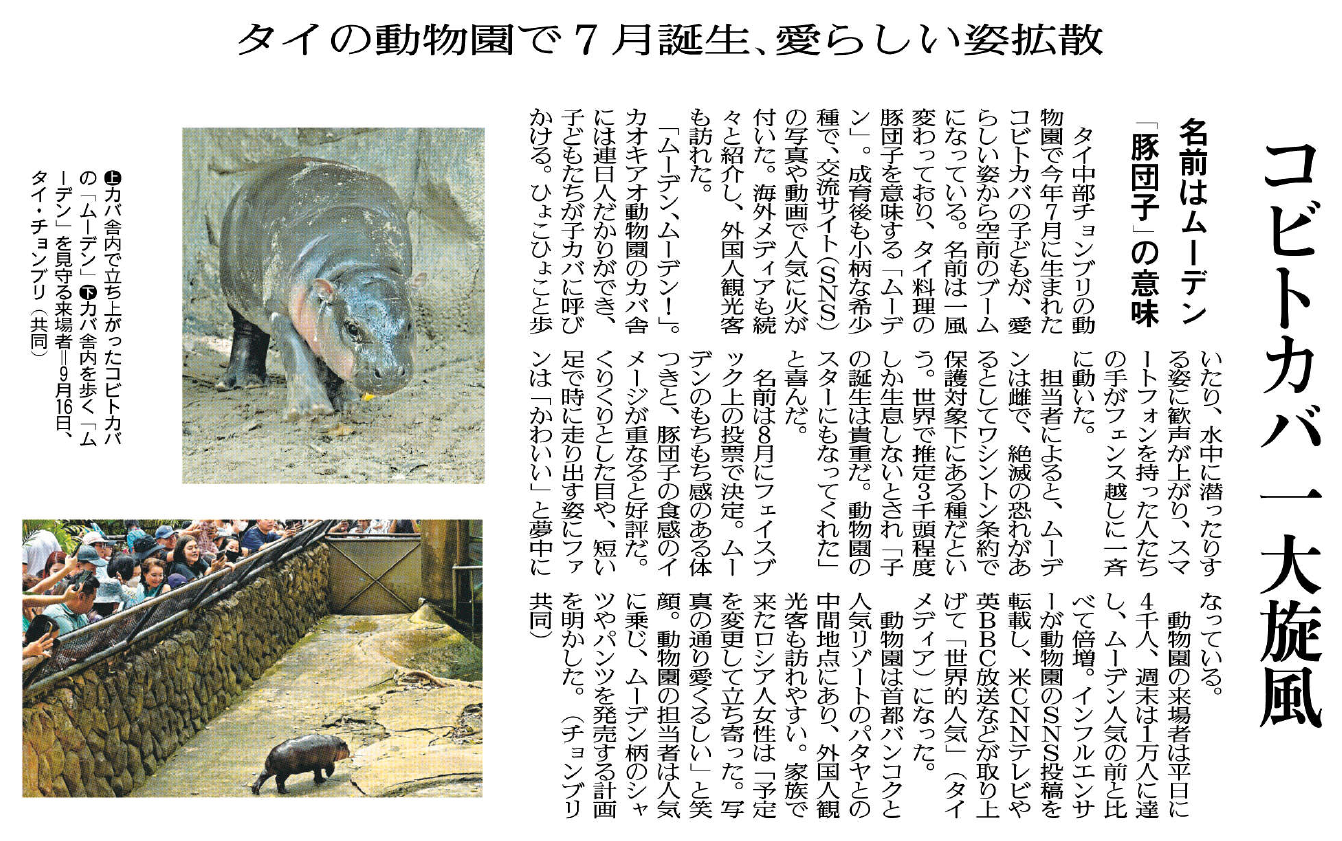 タイの動物園で７月誕生、愛らしい姿拡散
コビトカバ一大旋風
名前はムーデン
「豚団子」の意味
タイ中部チョンブリの動
物園で今年７月に生まれた
コビトカバの子どもが、愛
らしい姿から空前のブーム
になっている。名前は一風
変わっており、タイ料理の
豚団子を意味する「ムーデ
ン」。成育後も小柄な希少
種で、交流サイト（ＳＮＳ）
の写真や動画で人気に火が
付いた。海外メディアも続
々と紹介し、外国人観光客
も訪れた。
「ムーデン、ムーデン！」。
カオキアオ動物園のカバ舎
には連日人だかりができ、
子どもたちが子カバに呼び
かける。ひょこひょこと歩
いたり、水中に潜ったりす
る姿に歓声が上がり、スマ
ートフォンを持った人たち
の手がフェンス越しに一斉
に動いた。
担当者によると、ムーデ
ンは雌で、絶滅の恐れがあ
るとしてワシントン条約で
保護対象下にある種だとい
う。世界で推定３千頭程度
しか生息しないとされ「子
の誕生は貴重だ。動物園の
スターにもなってくれた」
と喜んだ。
名前は８月にフェイスブ
ック上の投票で決定。ムー
デンのもちもち感のある体
つきと、豚団子の食感のイ
メージが重なると好評だ。
くりくりとした目や、短い
足で時に走り出す姿にファ
ンは「かわいい」と夢中に
なっている。
動物園の来場者は平日に
４千人、週末は１万人に達
し、ムーデン人気の前と比
べて倍増。インフルエンサ
ーが動物園のＳＮＳ投稿を
転載し、米ＣＮＮテレビや
英ＢＢＣ放送などが取り上
げて「世界的人気」（タイ
メディア）になった。
動物園は首都バンコクと
人気リゾートのパタヤとの
中間地点にあり、外国人観
光客も訪れやすい。家族で
来たロシア人女性は「予定
を変更して立ち寄った。写
真の通り愛くるしい」と笑
顔。動物園の担当者は人気
に乗じ、ムーデン柄のシャ
ツやパンツを発売する計画
を明かした。（チョンブリ
共同）
㊤カバ舎内で立ち上がったコビトカバ
の「ムーデン」㊦カバ舎内を歩く「ム
ーデン」を見守る来場者＝９月16日、
タイ・チョンブリ（共同）